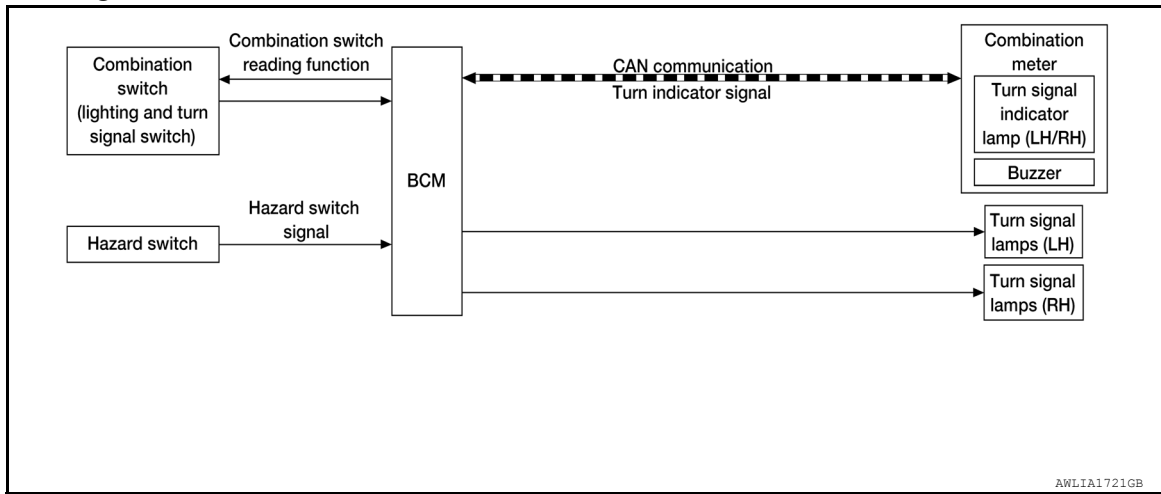 Combination switch
reading function
Combination
switch
(lighting and turn
signal switch)
CAN communication
Turn indicator signal
Combination
meter
Turn signal
indicator
lamp (LH/RH)
Buzzer
BCM
Hazard switch
signal
Hazard switch
Turn signal
lamps (LH)
Turn signal
lamps (RH)
AWLIA1721GB